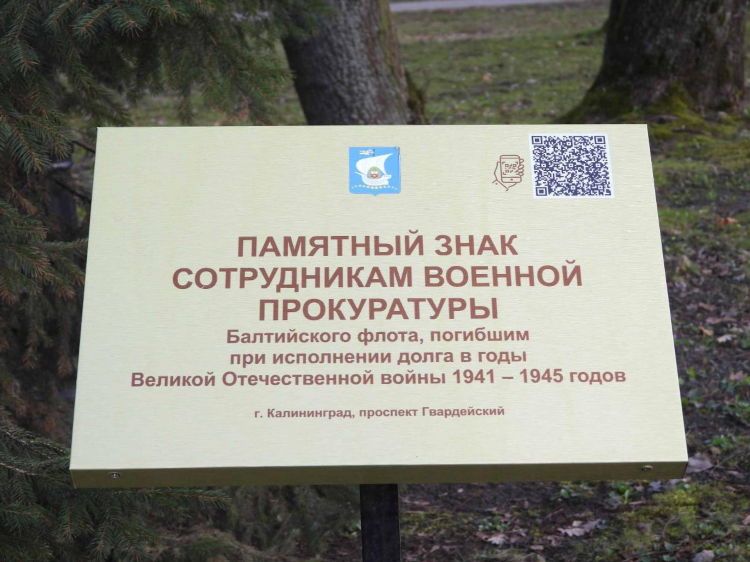 ПАМЯТНЫЙ ЗНАК
СОТРУДНИКАМ ВОЕННОЙ
ПРОКУРАТУРЫ
Балтийского флота, погибшим
при исполнении долга в годы
Великой Отечественной войны 1941 – 1945 годов
г. Калининград, проспект Гвардейский